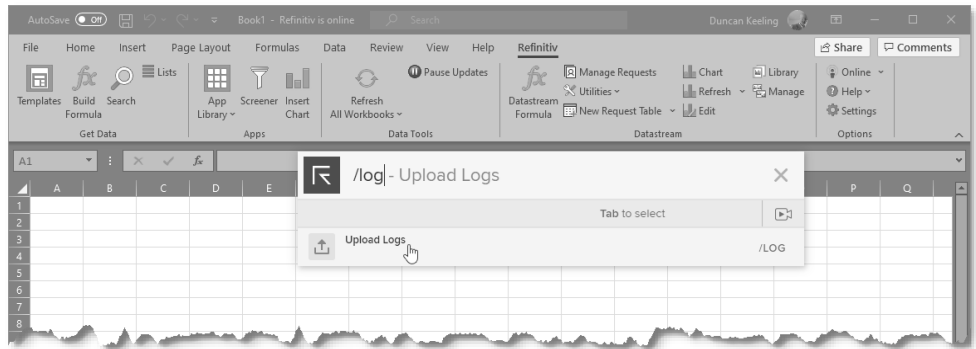 AutoSave Off Book1 - Refinitiv is online Search Duncan Keeling
File Home Insert Page Layout Formulas Data Review View Help Refinitiv Share Comments
Templates
Build Formula
Search
Lists
Get Data
App Library
Screener
Insert Chart
Apps
Refresh All Workbooks
Pause Updates
Data Tools
Datastream Formula
Manage Requests
Utilities
New Request Table
Chart
Refresh
Edit
Library
Manage
Datastream
Online
Help
Settings
Options
A1 fx
/log - Upload Logs
Tab to select
Upload Logs /LOG
A B C D E P Q
1
2
3
4
5
6
7
8